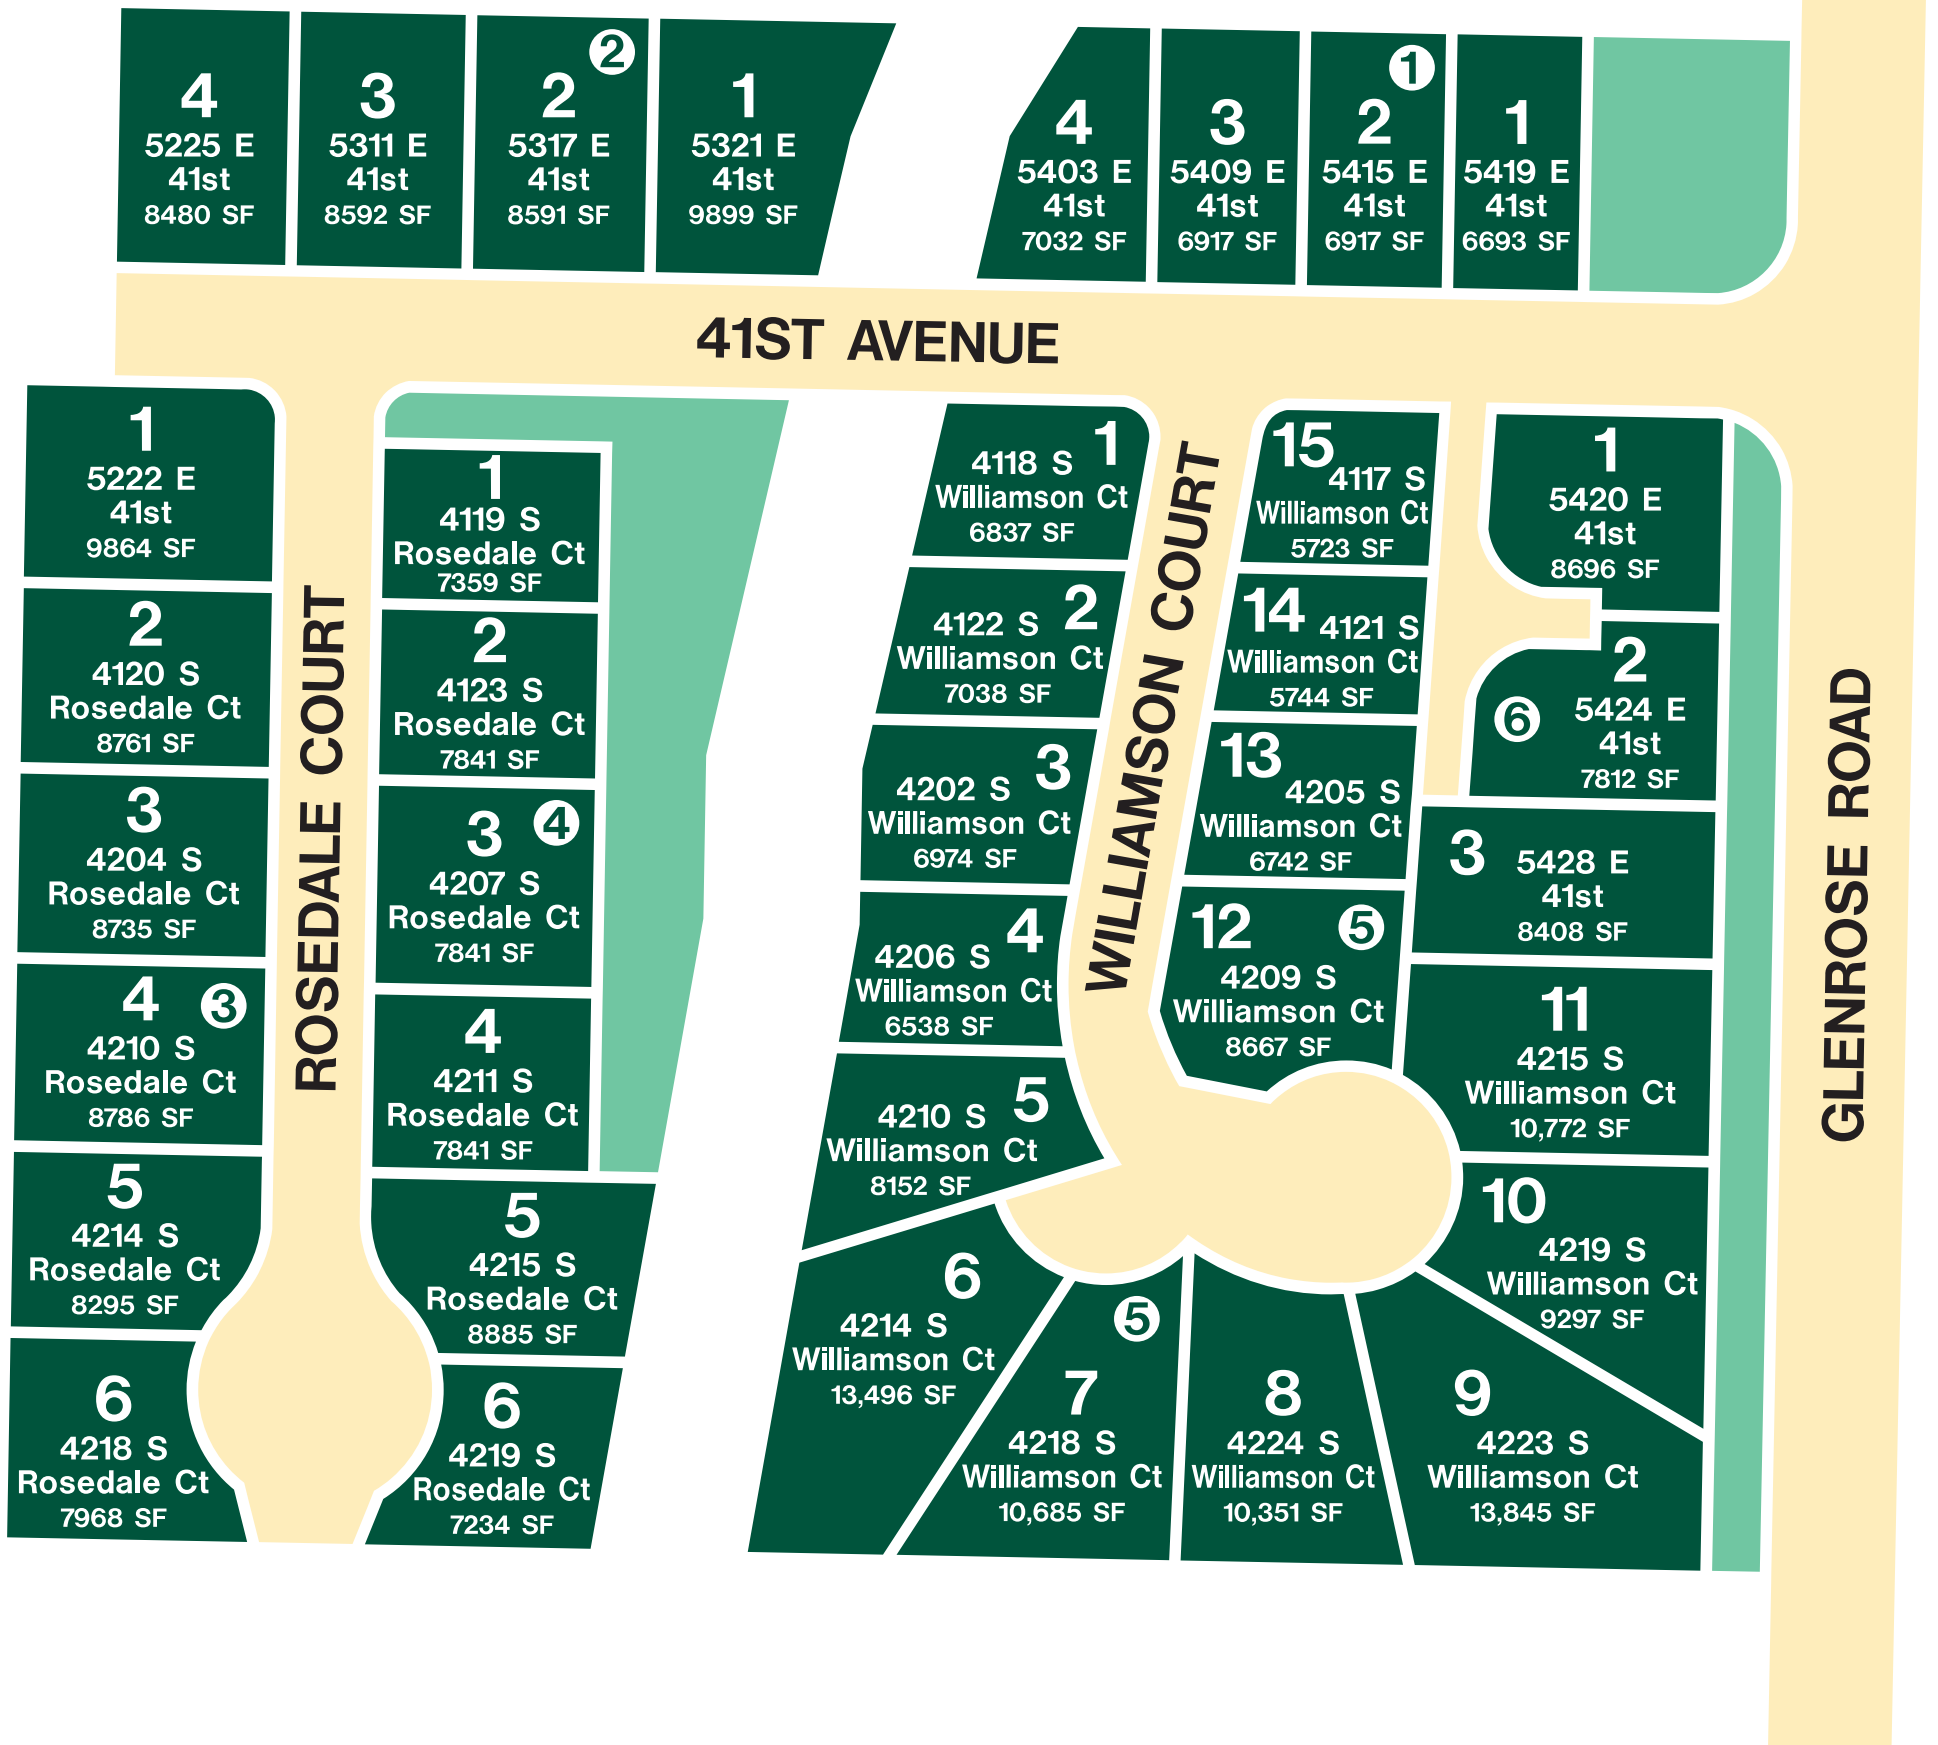 4
5225 E
41st
8480 SF
3
5311 E
41st
8592 SF
2
2
5317 E
41st
8591 SF
1
5321 E
41st
9899 SF
4
5403 E
41st
7032 SF
3
5409 E
41st
6917 SF
1
2
5415 E
41st
6917 SF
1
5419 E
41st
6693 SF
41ST AVENUE
1
5222 E
41st
9864 SF
2
4120 S
Rosedale Ct
8761 SF
3
4204 S
Rosedale Ct
8735 SF
4
3
4210 S
Rosedale Ct
8786 SF
5
4214 S
Rosedale Ct
8295 SF
6
4218 S
Rosedale Ct
7968 SF
ROSEDALE COURT
1
4119 S
Rosedale Ct
7359 SF
2
4123 S
Rosedale Ct
7841 SF
3
4
4207 S
Rosedale Ct
7841 SF
4
4211 S
Rosedale Ct
7841 SF
5
4215 S
Rosedale Ct
8885 SF
6
4219 S
Rosedale Ct
7234 SF
1
4118 S
Williamson Ct
6837 SF
2
4122 S
Williamson Ct
7038 SF
3
4202 S
Williamson Ct
6974 SF
4
4206 S
Williamson Ct
6538 SF
5
4210 S
Williamson Ct
8152 SF
6
4214 S
Williamson Ct
13,496 SF
5
7
4218 S
Williamson Ct
10,685 SF
8
4224 S
Williamson Ct
10,351 SF
9
4223 S
Williamson Ct
13,845 SF
10
4219 S
Williamson Ct
9297 SF
11
4215 S
Williamson Ct
10,772 SF
12
5
4209 S
Williamson Ct
8667 SF
13
4205 S
Williamson Ct
6742 SF
14
4121 S
Williamson Ct
5744 SF
15
4117 S
Williamson Ct
5723 SF
WILLIAMSON COURT
1
5420 E
41st
8696 SF
2
6
5424 E
41st
7812 SF
3
5428 E
41st
8408 SF
GLENROSE ROAD